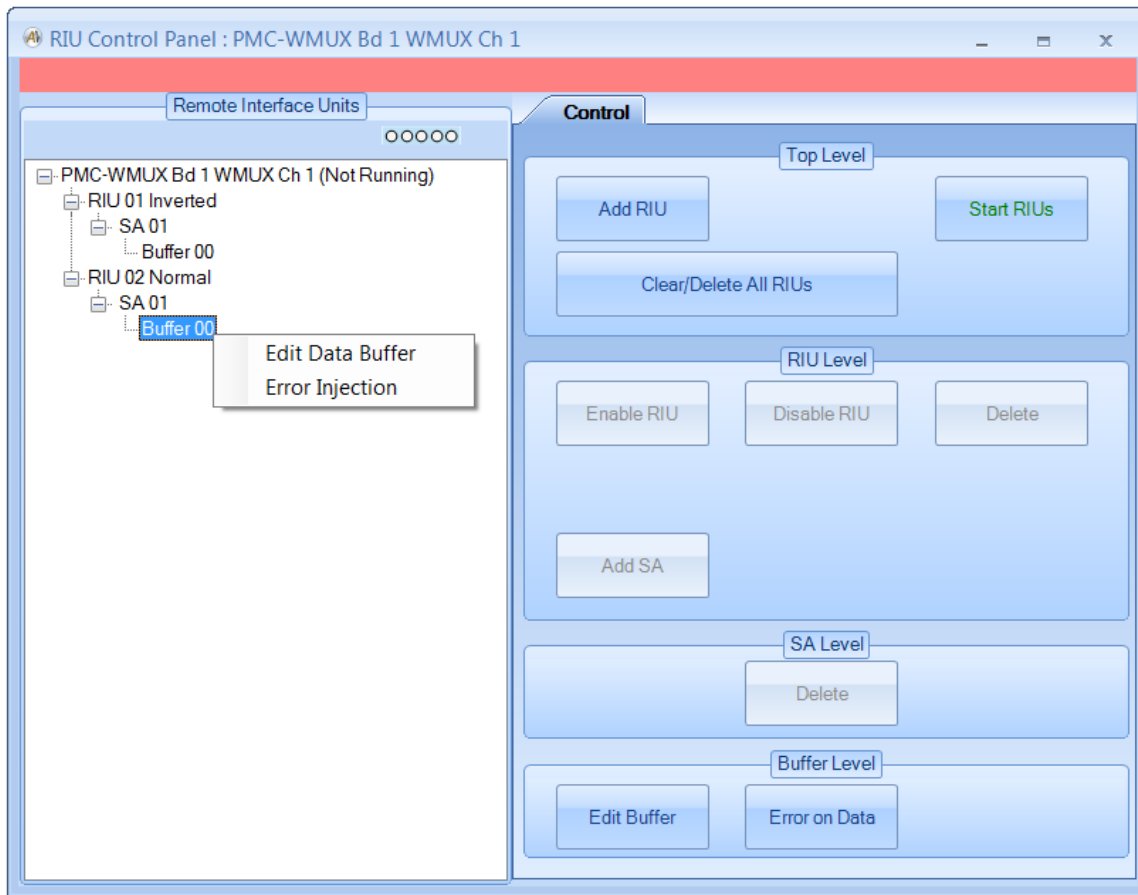 RIU Control Panel : PMC-WMUX Bd 1 WMUX Ch 1
Remote Interface Units
PMC-WMUX Bd 1 WMUX Ch 1 (Not Running)
RIU 01 Inverted
SA 01
Buffer 00
RIU 02 Normal
SA 01
Buffer 00
Edit Data Buffer
Error Injection
Control
Top Level
Add RIU
Start RIUs
Clear/Delete All RIUs
RIU Level
Enable RIU
Disable RIU
Delete
Add SA
SA Level
Delete
Buffer Level
Edit Buffer
Error on Data